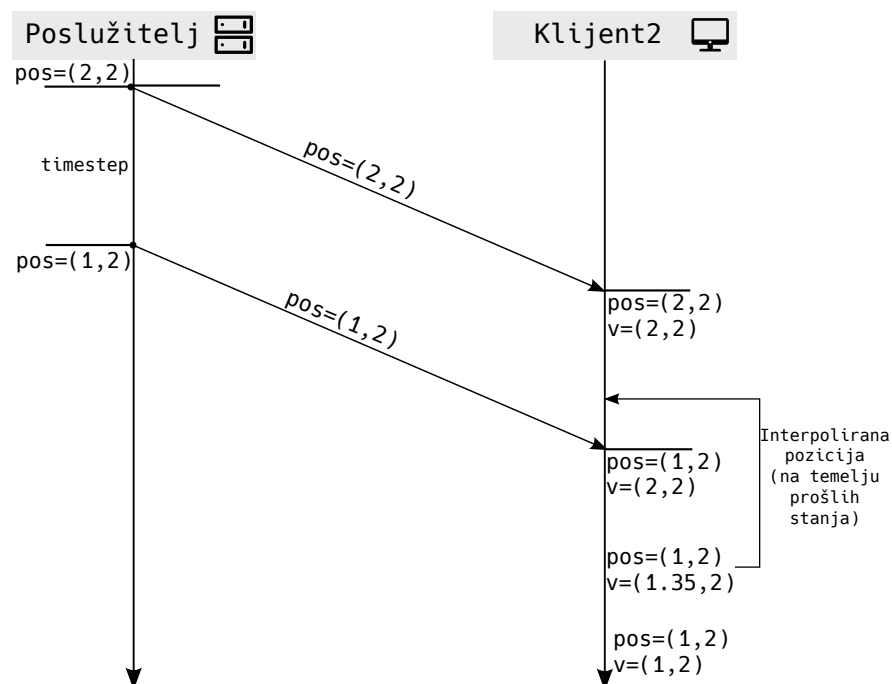 Poslužitelj
Klijent2
pos=(2,2)
pos=(2,2)
timestep
pos=(1,2)
pos=(1,2)
pos=(2,2)
v=(2,2)
Interpolirana
pozicija
(na temelju
prošlih
stanja)
pos=(1,2)
v=(2,2)
pos=(1,2)
v=(1.35,2)
pos=(1,2)
v=(1,2)